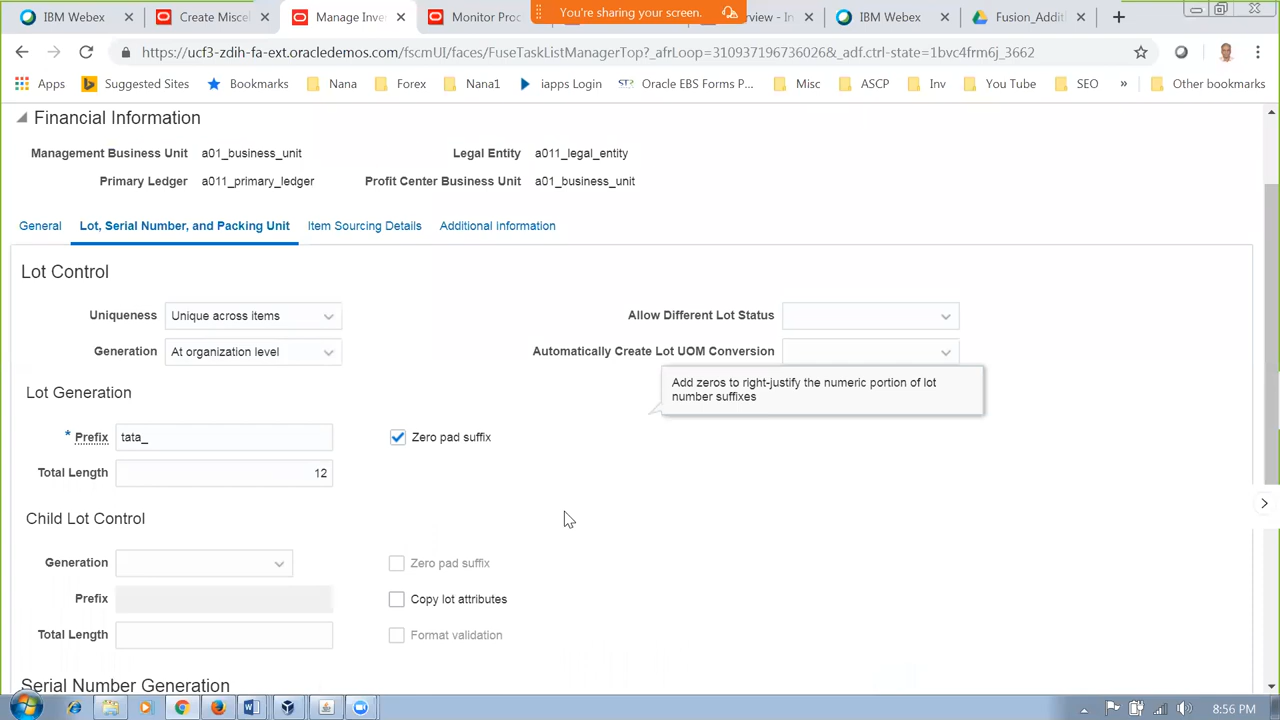 IBM Webex
Create Miscel
Manage Inve
Monitor Proc
You're sharing your screen.
rview - In
IBM Webex
Fusion_Addit
https://ucf3-zdih-fa-ext.oracledemos.com/fscmUI/faces/FuseTaskListManagerTop?_afrLoop=310937196736026&_adf.ctrl-state=1bvc4frm6j_3662
Apps
Suggested Sites
Bookmarks
Nana
Forex
Nana1
iapps Login
Oracle EBS Forms P...
Misc
ASCP
Inv
You Tube
SEO
»
Other bookmarks
Financial Information
Management Business Unit a01_business_unit
Legal Entity a011_legal_entity
Primary Ledger a011_primary_ledger
Profit Center Business Unit a01_business_unit
General
Lot, Serial Number, and Packing Unit
Item Sourcing Details
Additional Information
Lot Control
Uniqueness Unique across items
Allow Different Lot Status
Generation At organization level
Automatically Create Lot UOM Conversion
Add zeros to right-justify the numeric portion of lot
number suffixes
Lot Generation
* Prefix tata_
Zero pad suffix
Total Length 12
Child Lot Control
Generation
Zero pad suffix
Prefix
Copy lot attributes
Total Length
Format validation
Serial Number Generation
8:56 PM